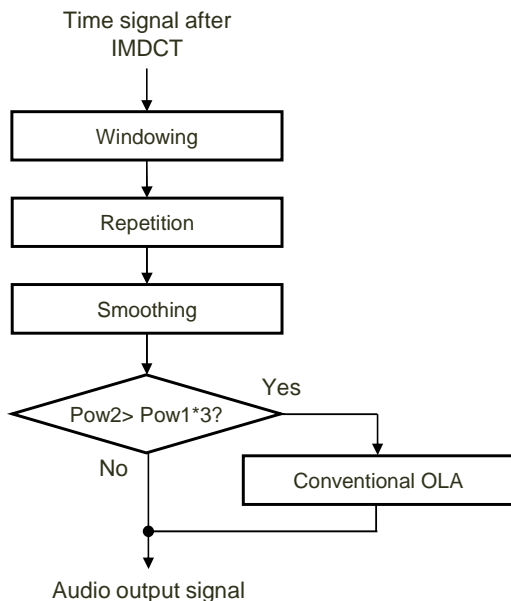 Time signal after
IMDCT
Windowing
Repetition
Smoothing
Pow2> Pow1*3?
Yes
No
Conventional OLA
Audio output signal